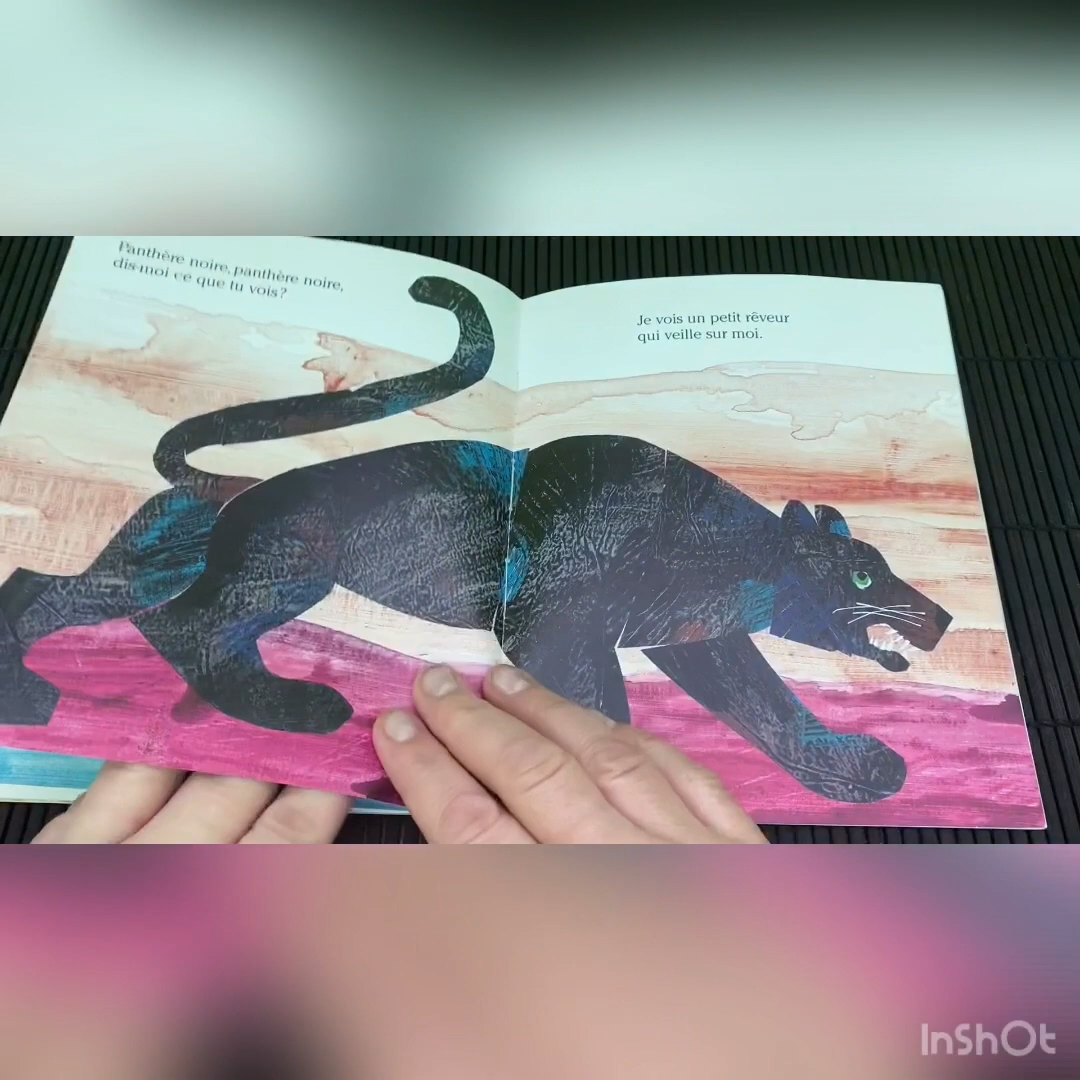 Panthère noire, panthère noire,
dis-moi ce que tu vois?
Je vois un petit rêveur
qui veille sur moi.
InShOt